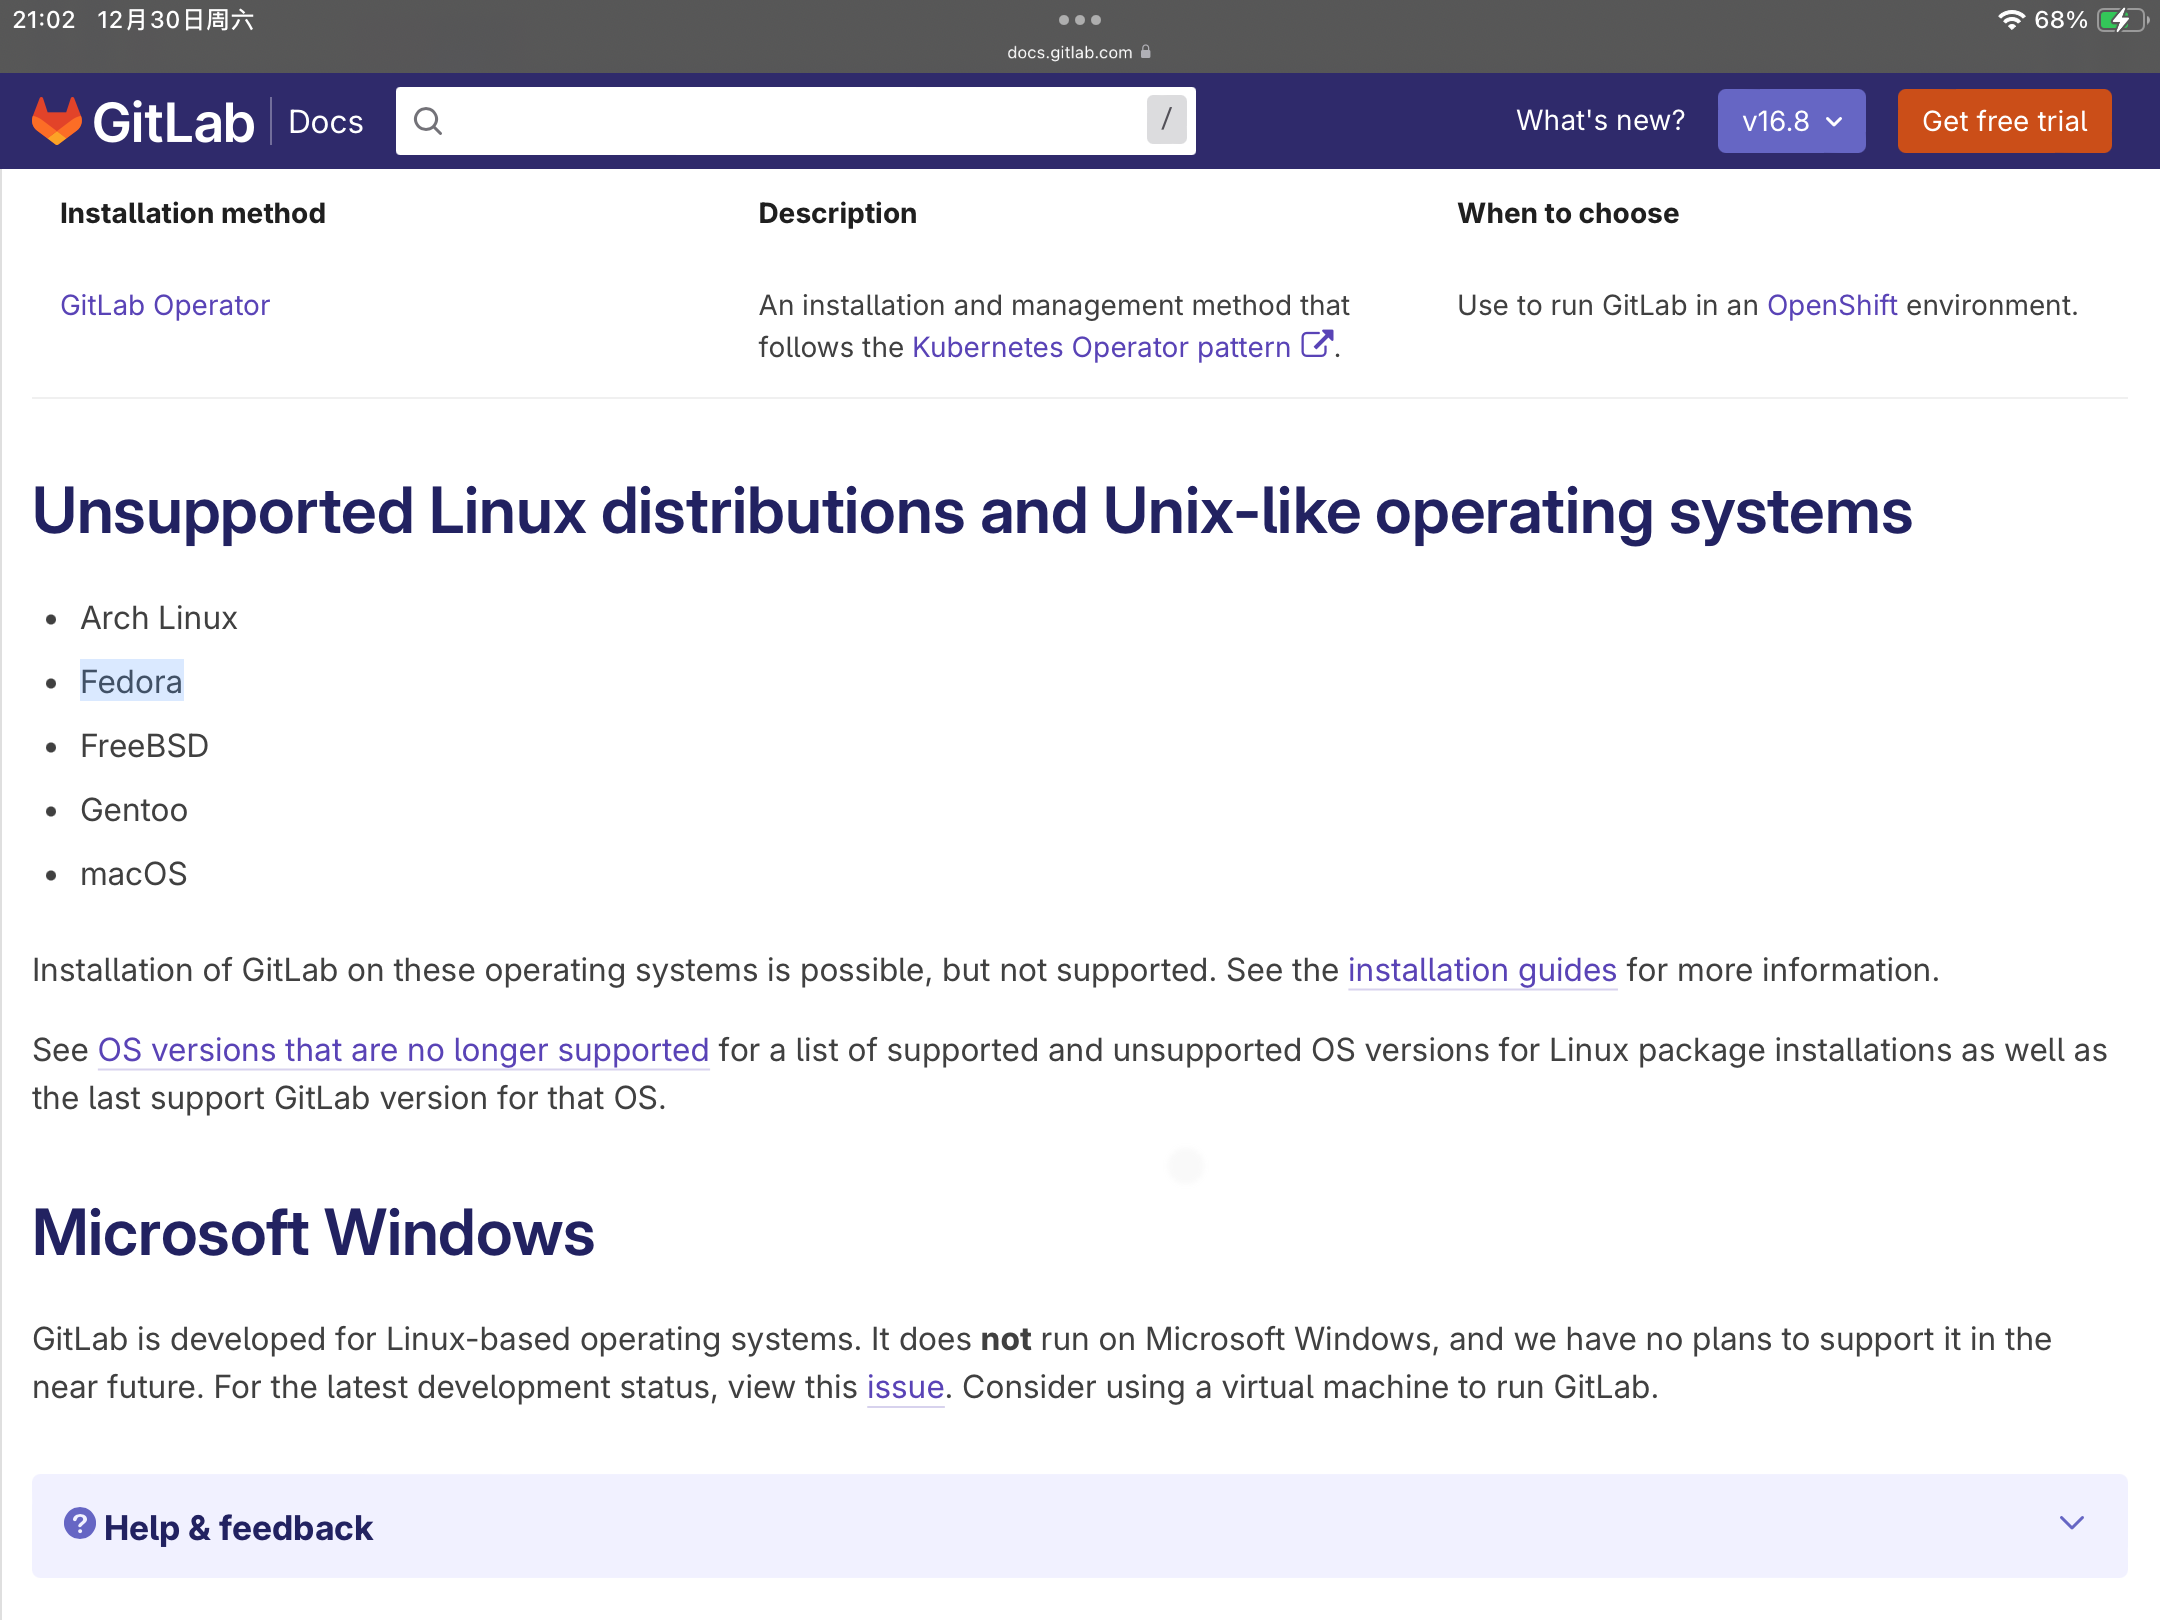 21:02 12月30日周六
68%
docs.gitlab.com
GitLab Docs / What's new? v16.8 Get free trial
Installation method Description When to choose
GitLab Operator An installation and management method that Use to run GitLab in an OpenShift environment.
follows the Kubernetes Operator pattern .
Unsupported Linux distributions and Unix-like operating systems
• Arch Linux
• Fedora
• FreeBSD
• Gentoo
• macOS
Installation of GitLab on these operating systems is possible, but not supported. See the installation guides for more information.
See OS versions that are no longer supported for a list of supported and unsupported OS versions for Linux package installations as well as
the last support GitLab version for that OS.
Microsoft Windows
GitLab is developed for Linux-based operating systems. It does not run on Microsoft Windows, and we have no plans to support it in the
near future. For the latest development status, view this issue. Consider using a virtual machine to run GitLab.
? Help & feedback